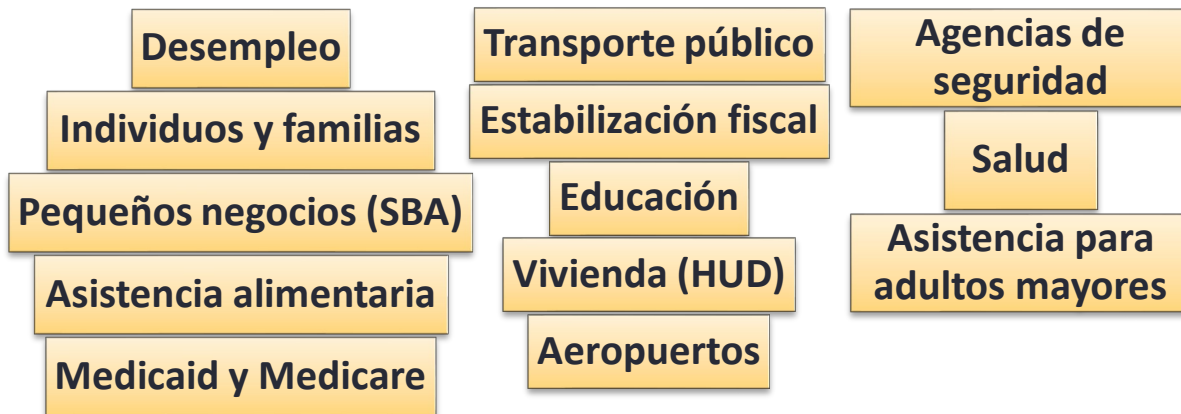 Desempleo
Individuos y familias
Pequeños negocios (SBA)
Asistencia alimentaria
Medicaid y Medicare
Transporte público
Estabilización fiscal
Educación
Vivienda (HUD)
Aeropuertos
Agencias de
seguridad
Salud
Asistencia para
adultos mayores